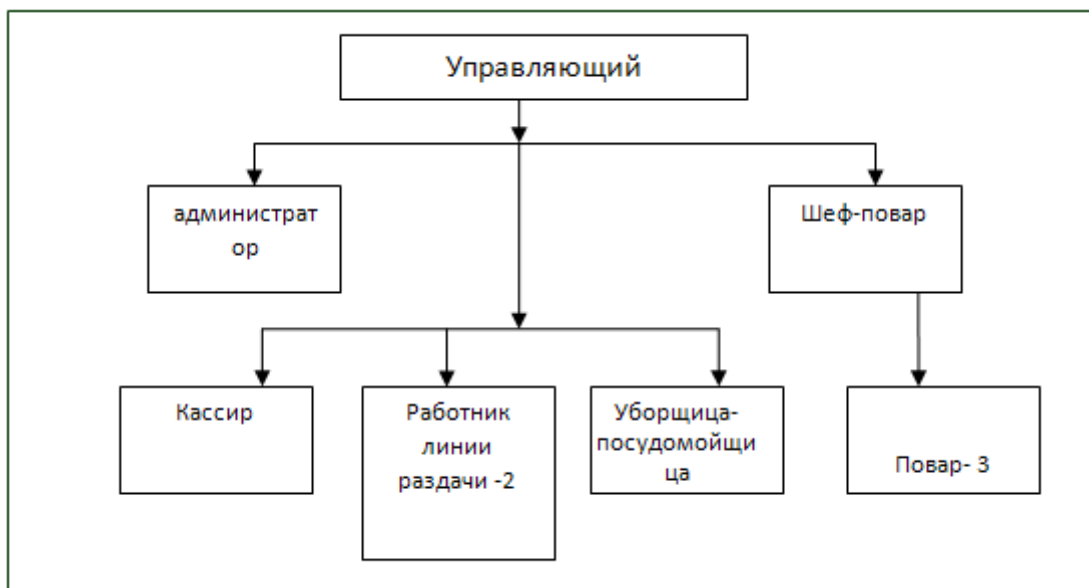 Управляющий
администрат
ор
Шеф-повар
Кассир
Работник
линии
раздачи -2
Уборщица-
посудомойщи
ца
Повар- 3